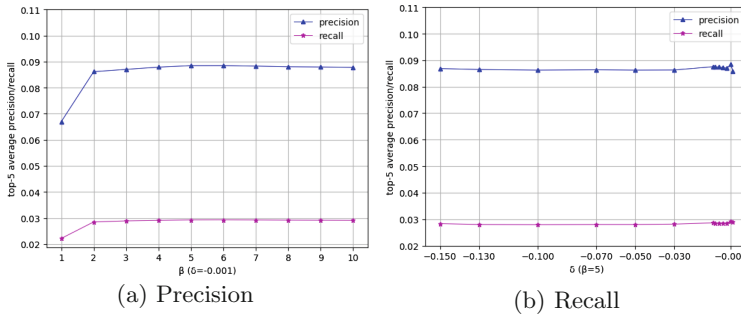 0.11
0.10
0.09
0.08
0.07
0.06
0.05
0.04
0.03
0.02
top-5 average precision/recall
precision
recall
1 2 3 4 5 6 7 8 9 10
β (δ=-0.001)
(a) Precision
0.11
0.10
0.09
0.08
0.07
0.06
0.05
0.04
0.03
0.02
top-5 average precision/recall
precision
recall
−0.150 −0.130 −0.100 −0.070 −0.050 −0.030 −0.00
δ (β=5)
(b) Recall